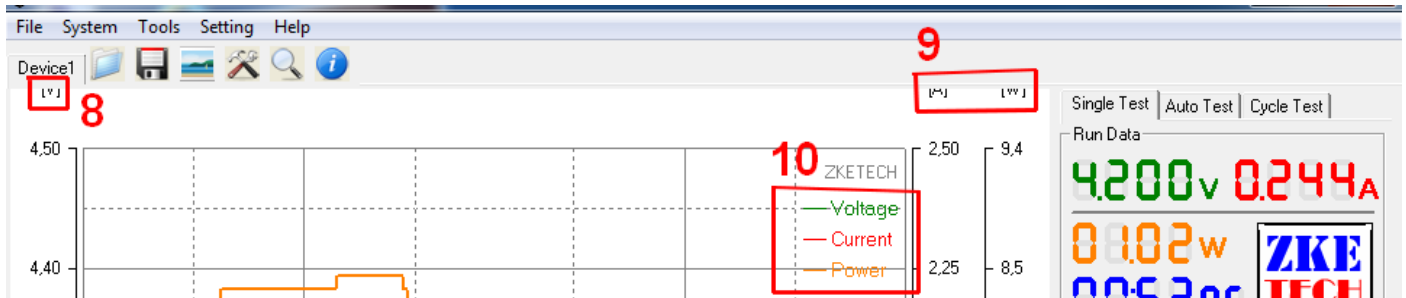 File System Tools Setting Help
Device1
8
9
[V]
[A] [W]
Single Test Auto Test Cycle Test
Run Data
4,50
10
ZKETECH
2,50
9,4
4.200V 0.244A
Voltage
Current
Power
01.02W
ZKE
TECH
4,40
2,25
8,5